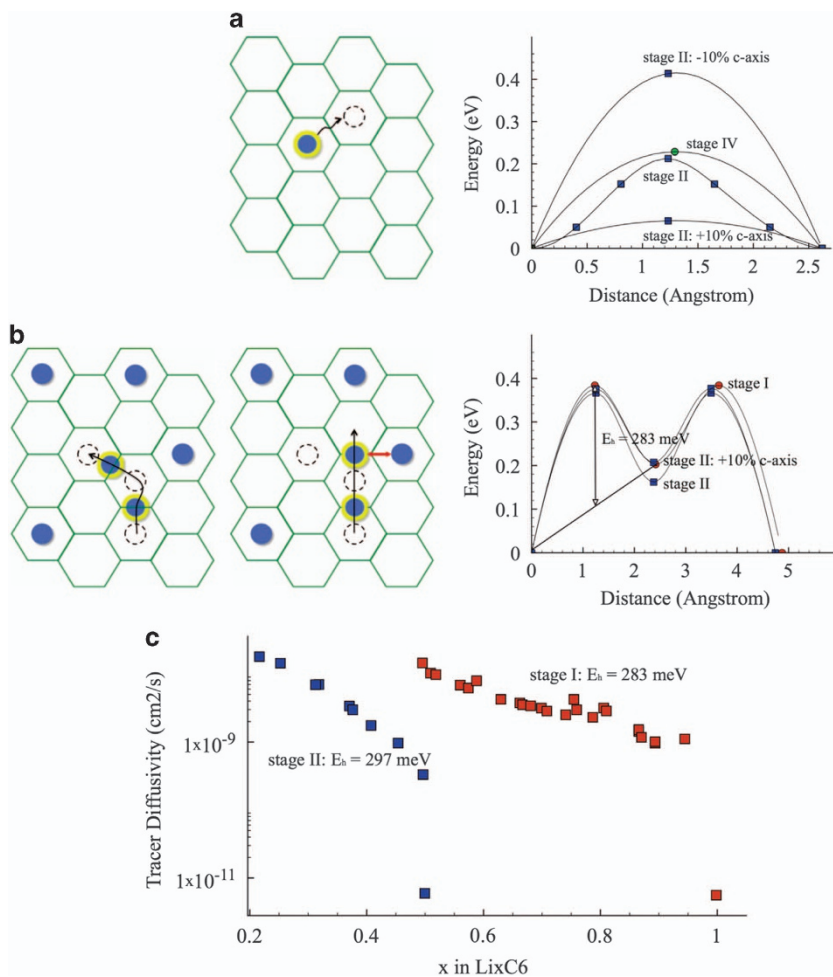 a
stage II: -10% c-axis
0.4
0.3
stage IV
0.2
stage II
0.1
stage II: +10% c-axis
0
Energy (eV)
0 0.5 1 1.5 2 2.5
Distance (Angstrom)
b
0.4
stage I
0.3
Eh = 283 meV
0.2
stage II: +10% c-axis
stage II
0.1
0
Energy (eV)
0 1 2 3 4 5
Distance (Angstrom)
c
stage I: Eh = 283 meV
1x10-9
stage II: Eh = 297 meV
1x10-11
Tracer Diffusivity (cm2/s)
0.2 0.4 0.6 0.8 1
x in LixC6